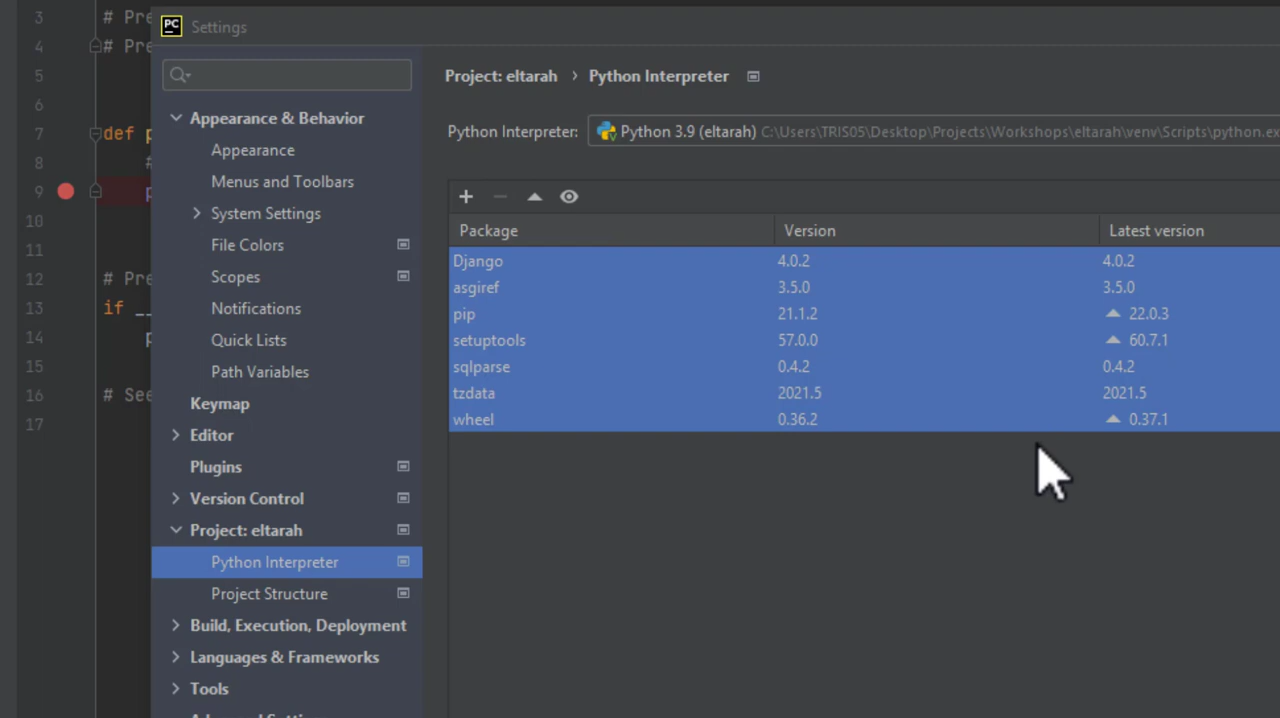 3 # Pre
4 # Pre
5
6
7 def p
8 #
9 p
10
11
12 # Pre
13 if __
14 p
15
16 # See
17
PC Settings
Appearance & Behavior
Appearance
Menus and Toolbars
System Settings
File Colors
Scopes
Notifications
Quick Lists
Path Variables
Keymap
Editor
Plugins
Version Control
Project: eltarah
Python Interpreter
Project Structure
Build, Execution, Deployment
Languages & Frameworks
Tools
Project: eltarah › Python Interpreter
Python Interpreter: Python 3.9 (eltarah) C:\Users\TRIS05\Desktop\Projects\Workshops\eltarah\venv\Scripts\python.ex
Package Version Latest version
Django 4.0.2 4.0.2
asgiref 3.5.0 3.5.0
pip 21.1.2 22.0.3
setuptools 57.0.0 60.7.1
sqlparse 0.4.2 0.4.2
tzdata 2021.5 2021.5
wheel 0.36.2 0.37.1